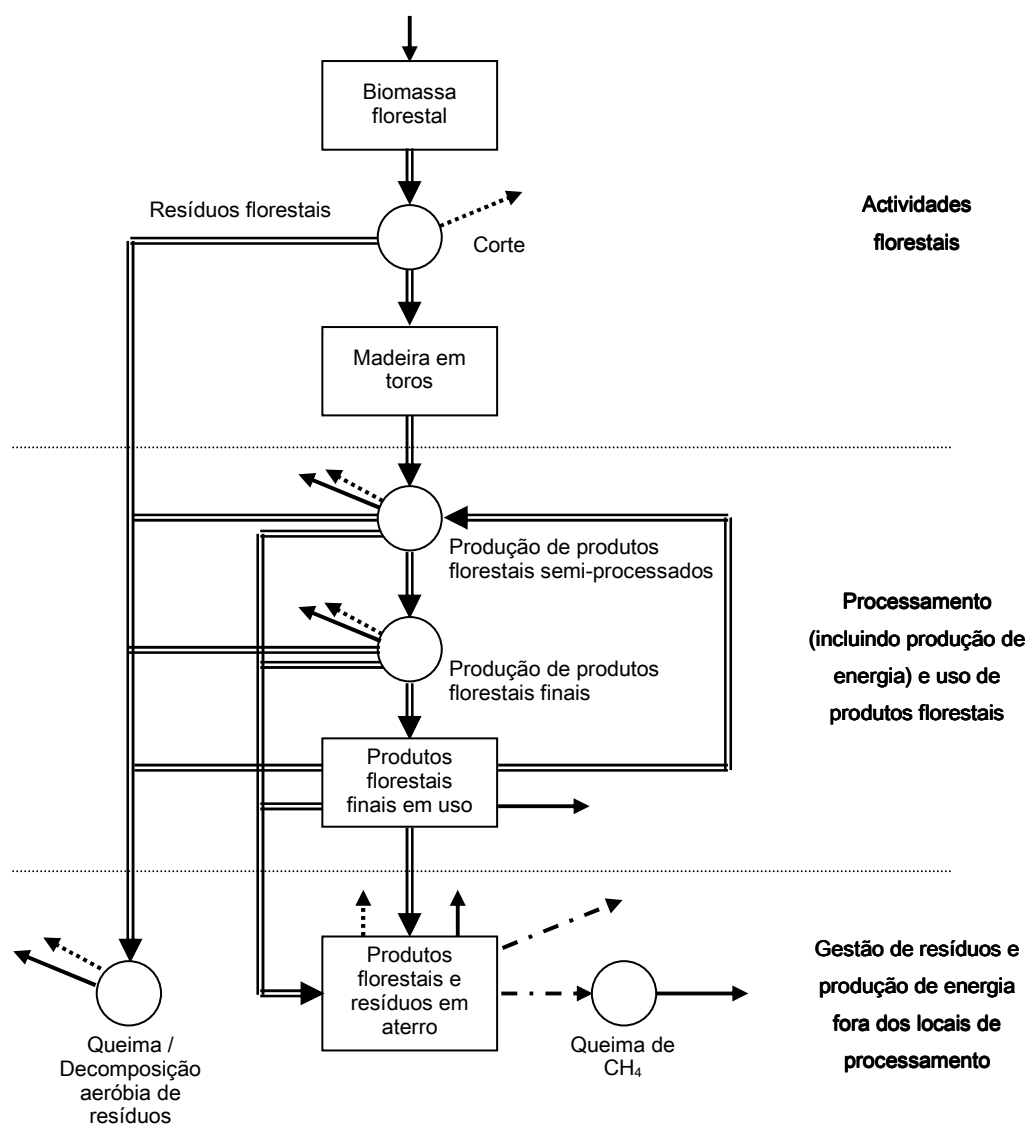 Biomassa
florestal
Resíduos florestais
Corte
Actividades
florestais
Madeira em
toros
Produção de produtos
florestais semi-processados
Produção de produtos
florestais finais
Processamento
(incluindo produção de
energia) e uso de
produtos florestais
Produtos
florestais
finais em uso
Produtos
florestais e
resíduos em
aterro
Queima /
Decomposição
aeróbia de
resíduos
Queima de
CH₄
Gestão de resíduos e
produção de energia
fora dos locais de
processamento